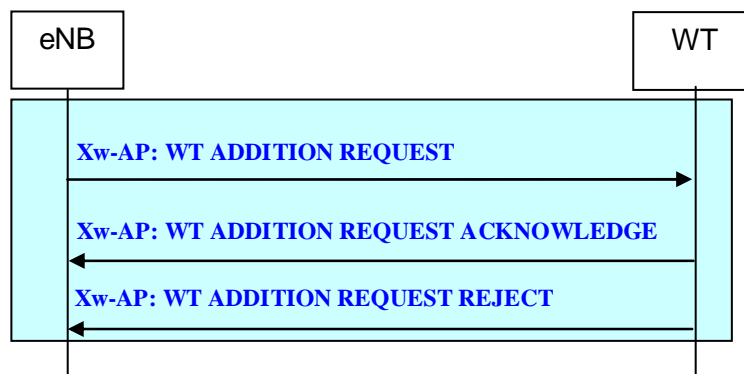 eNB
WT
Xw-AP: WT ADDITION REQUEST
Xw-AP: WT ADDITION REQUEST ACKNOWLEDGE
Xw-AP: WT ADDITION REQUEST REJECT